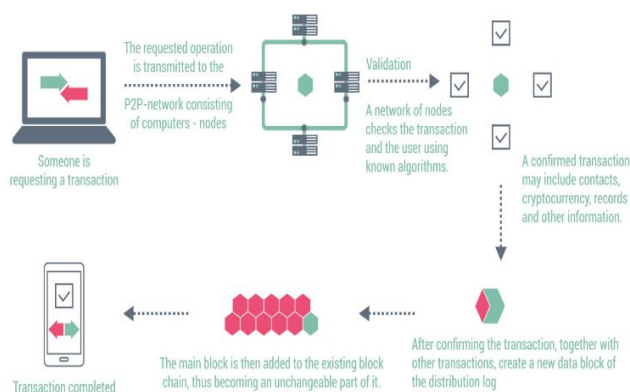 The requested operation
is transmitted to the
P2P-network consisting
of computers - nodes
Someone is
requesting a transaction
Validation
A network of nodes
checks the transaction
and the user using
known algorithms.
A confirmed transaction
may include contacts,
cryptocurrency, records
and other information.
After confirming the transaction, together with
other transactions, create a new data block of
the distribution log
The main block is then added to the existing block
chain, thus becoming an unchangeable part of it.
Transaction completed